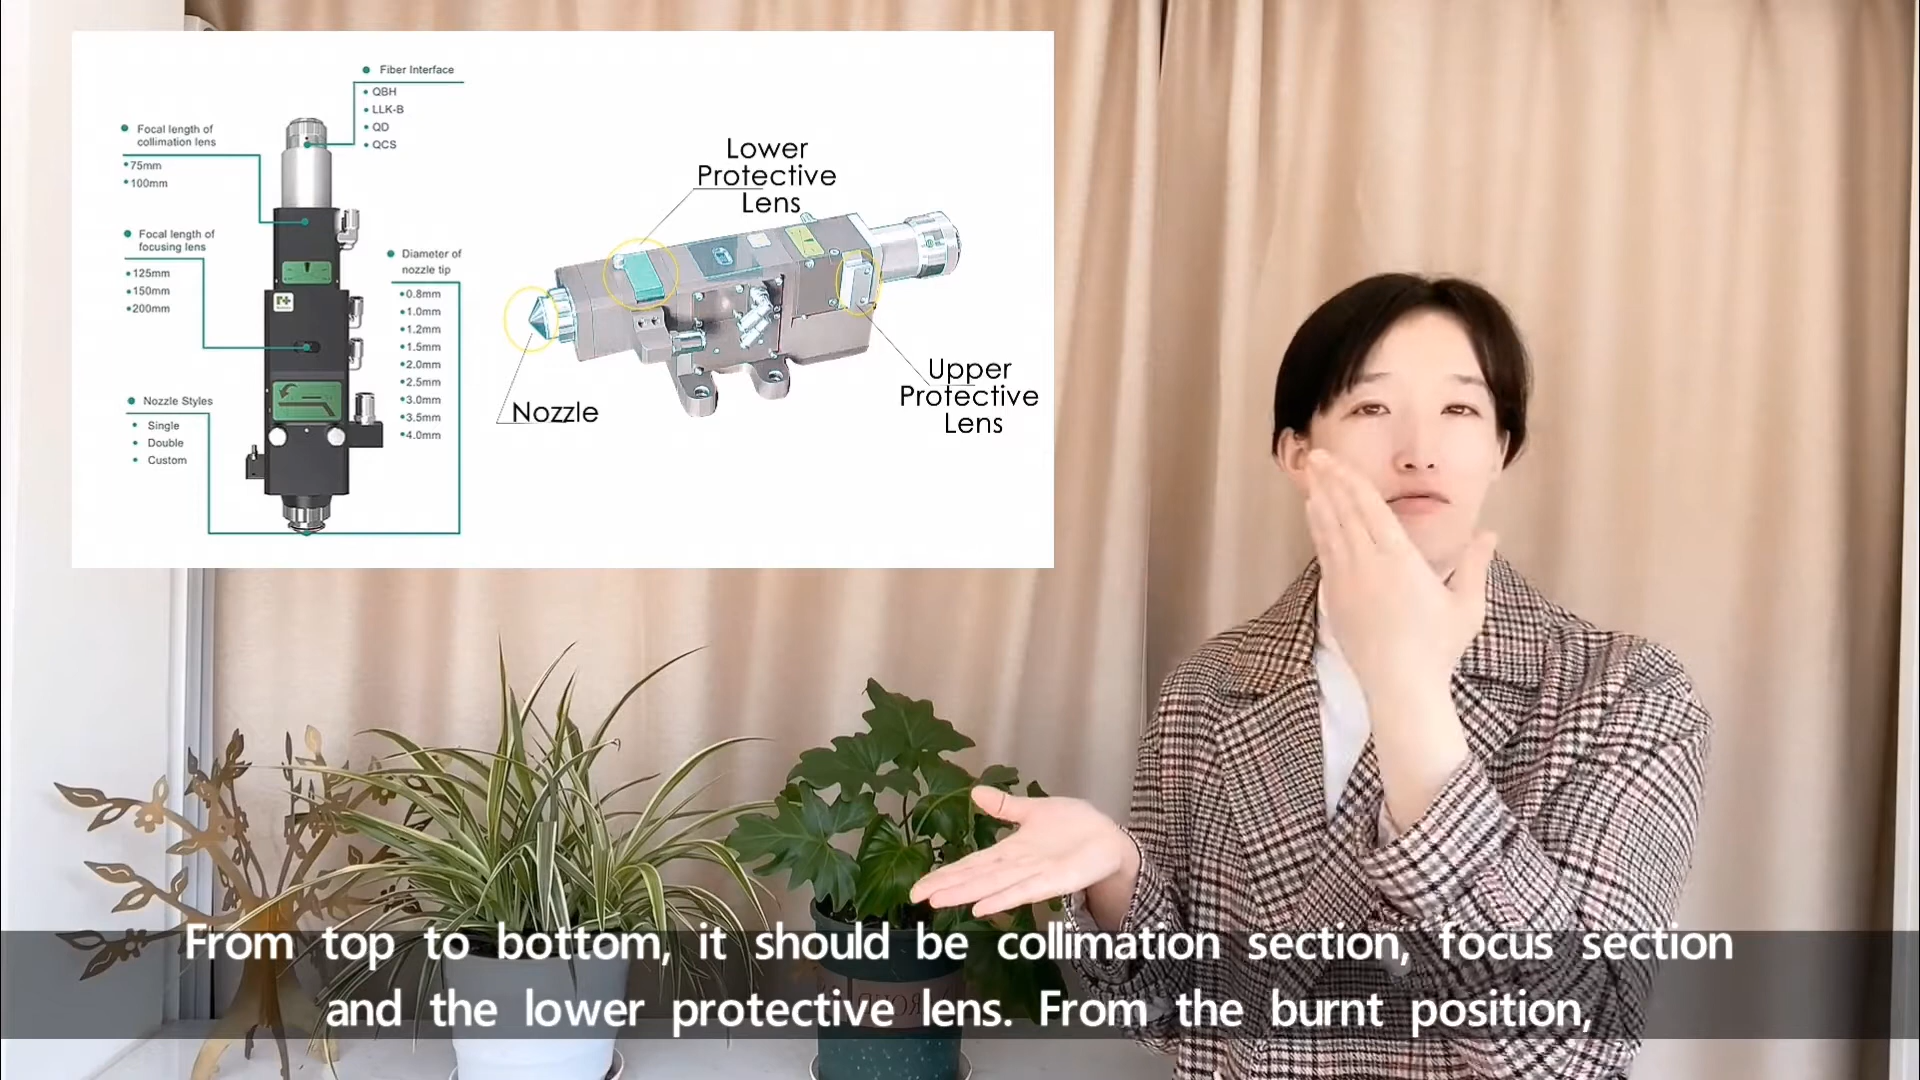 Fiber Interface
QBH
LLK-B
QD
QCS
Focal length of
collimation lens
75mm
100mm
Focal length of
focusing lens
125mm
150mm
200mm
Diameter of
nozzle tip
0.8mm
1.0mm
1.2mm
1.5mm
2.0mm
2.5mm
3.0mm
3.5mm
4.0mm
Nozzle Styles
Single
Double
Custom
Lower
Protective
Lens
Nozzle
Upper
Protective
Lens
From top to bottom, it should be collimation section, focus section
and the lower protective lens. From the burnt position,